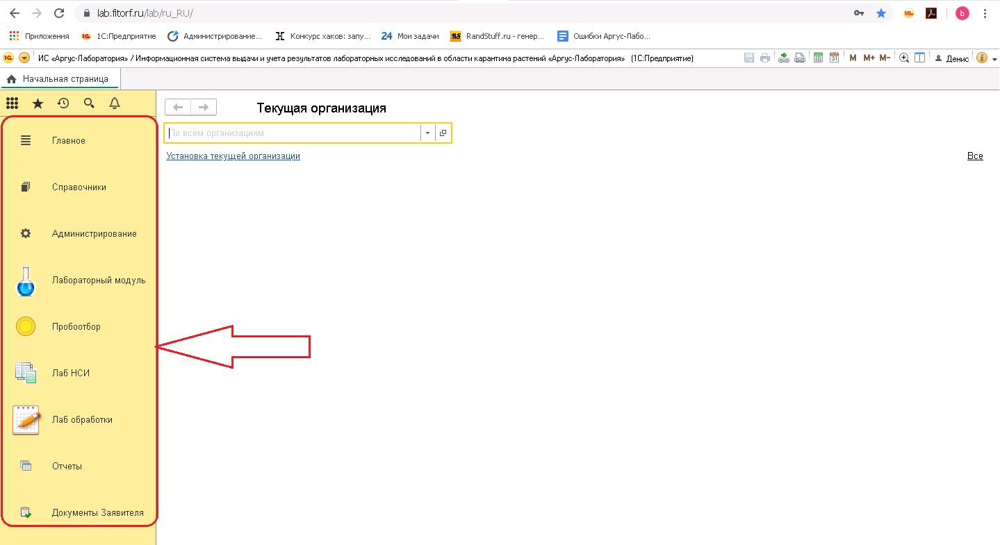 lab.fitorf.ru/lab/ru_RU/
b
Приложения 1С:Предприятие Администрирование... Конкурс хаков: запу... 24 Мои задачи RS RandStuff.ru - генер... Ошибки Аргус-Лабо...
1С ИС «Аргус-Лаборатория» / Информационная система выдачи и учета результатов лабораторных исследований в области карантина растений «Аргус-Лаборатория» (1С:Предприятие) 31 M M+ M- Денис i
Начальная страница
Текущая организация
По всем организациям
Установка текущей организации Все
Главное
Справочники
Администрирование
Лабораторный модуль
Пробоотбор
Лаб НСИ
Лаб обработки
Отчеты
Документы Заявителя